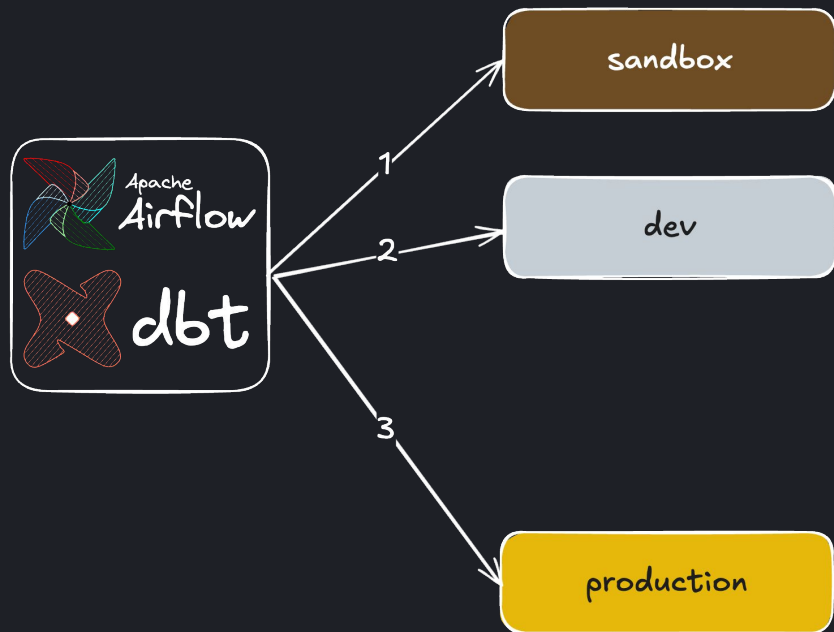 sandbox
1
Apache
Airflow
dev
2
dbt
3
production